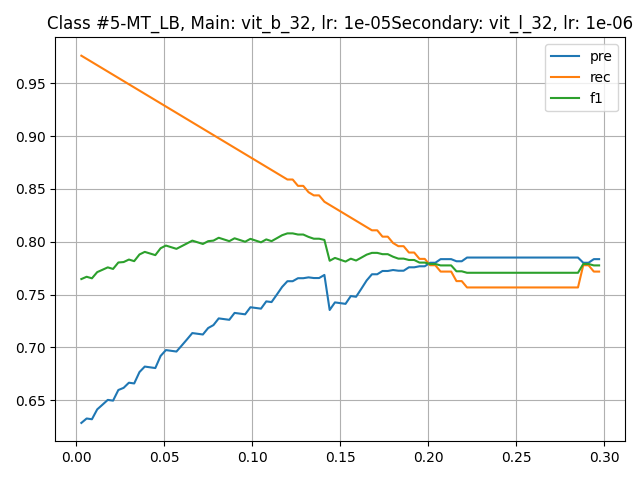 Class #5-MT_LB, Main: vit_b_32, lr: 1e-05Secondary: vit_l_32, lr: 1e-06
pre
rec
f1
0.95
0.90
0.85
0.80
0.75
0.70
0.65
0.00 0.05 0.10 0.15 0.20 0.25 0.30